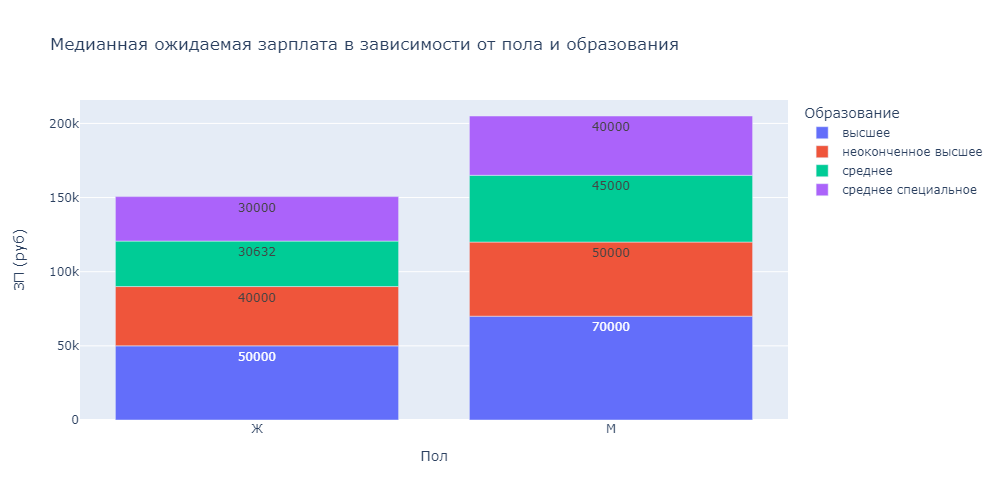 Медианная ожидаемая зарплата в зависимости от пола и образования
Образование
высшее
неоконченное высшее
среднее
среднее специальное
ЗП (руб)
200k
150k
100k
50k
0
30000
30632
40000
50000
40000
45000
50000
70000
Ж
М
Пол